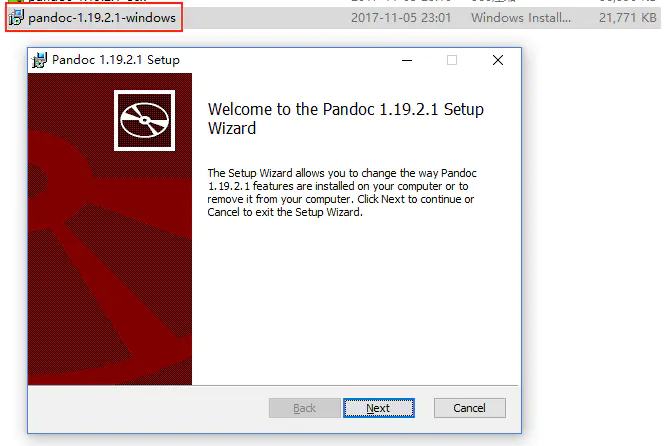 pandoc-1.19.2.1-windows 2017-11-05 23:01 Windows Install... 21,771 KB
Pandoc 1.19.2.1 Setup
Welcome to the Pandoc 1.19.2.1 Setup
Wizard
The Setup Wizard allows you to change the way Pandoc
1.19.2.1 features are installed on your computer or to
remove it from your computer. Click Next to continue or
Cancel to exit the Setup Wizard.
Back Next Cancel